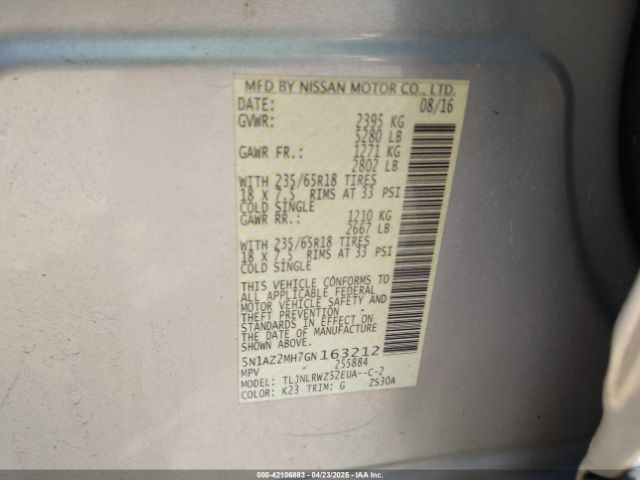 MFD BY NISSAN MOTOR CO., LTD.
DATE: 08/16
GVWR: 2395 KG
5280 LB
GAWR FR.: 1271 KG
2802 LB
WITH 235/65R18 TIRES
18 X 7.5 RIMS AT 33 PSI
COLD SINGLE
GAWR RR.: 1210 KG
2667 LB
WITH 235/65R18 TIRES
18 X 7.5 RIMS AT 33 PSI
COLD SINGLE
THIS VEHICLE CONFORMS TO
ALL APPLICABLE FEDERAL
MOTOR VEHICLE SAFETY AND
THEFT PREVENTION
STANDARDS IN EFFECT ON
THE DATE OF MANUFACTURE
SHOWN ABOVE.
5N1AZ2MH7GN163212
MPV 255884
MODEL: TLJNLRWZ52EUA--C-2
COLOR: K23 TRIM: G ZS30A
000-42106883 - 04/23/2025 - IAAI.COM